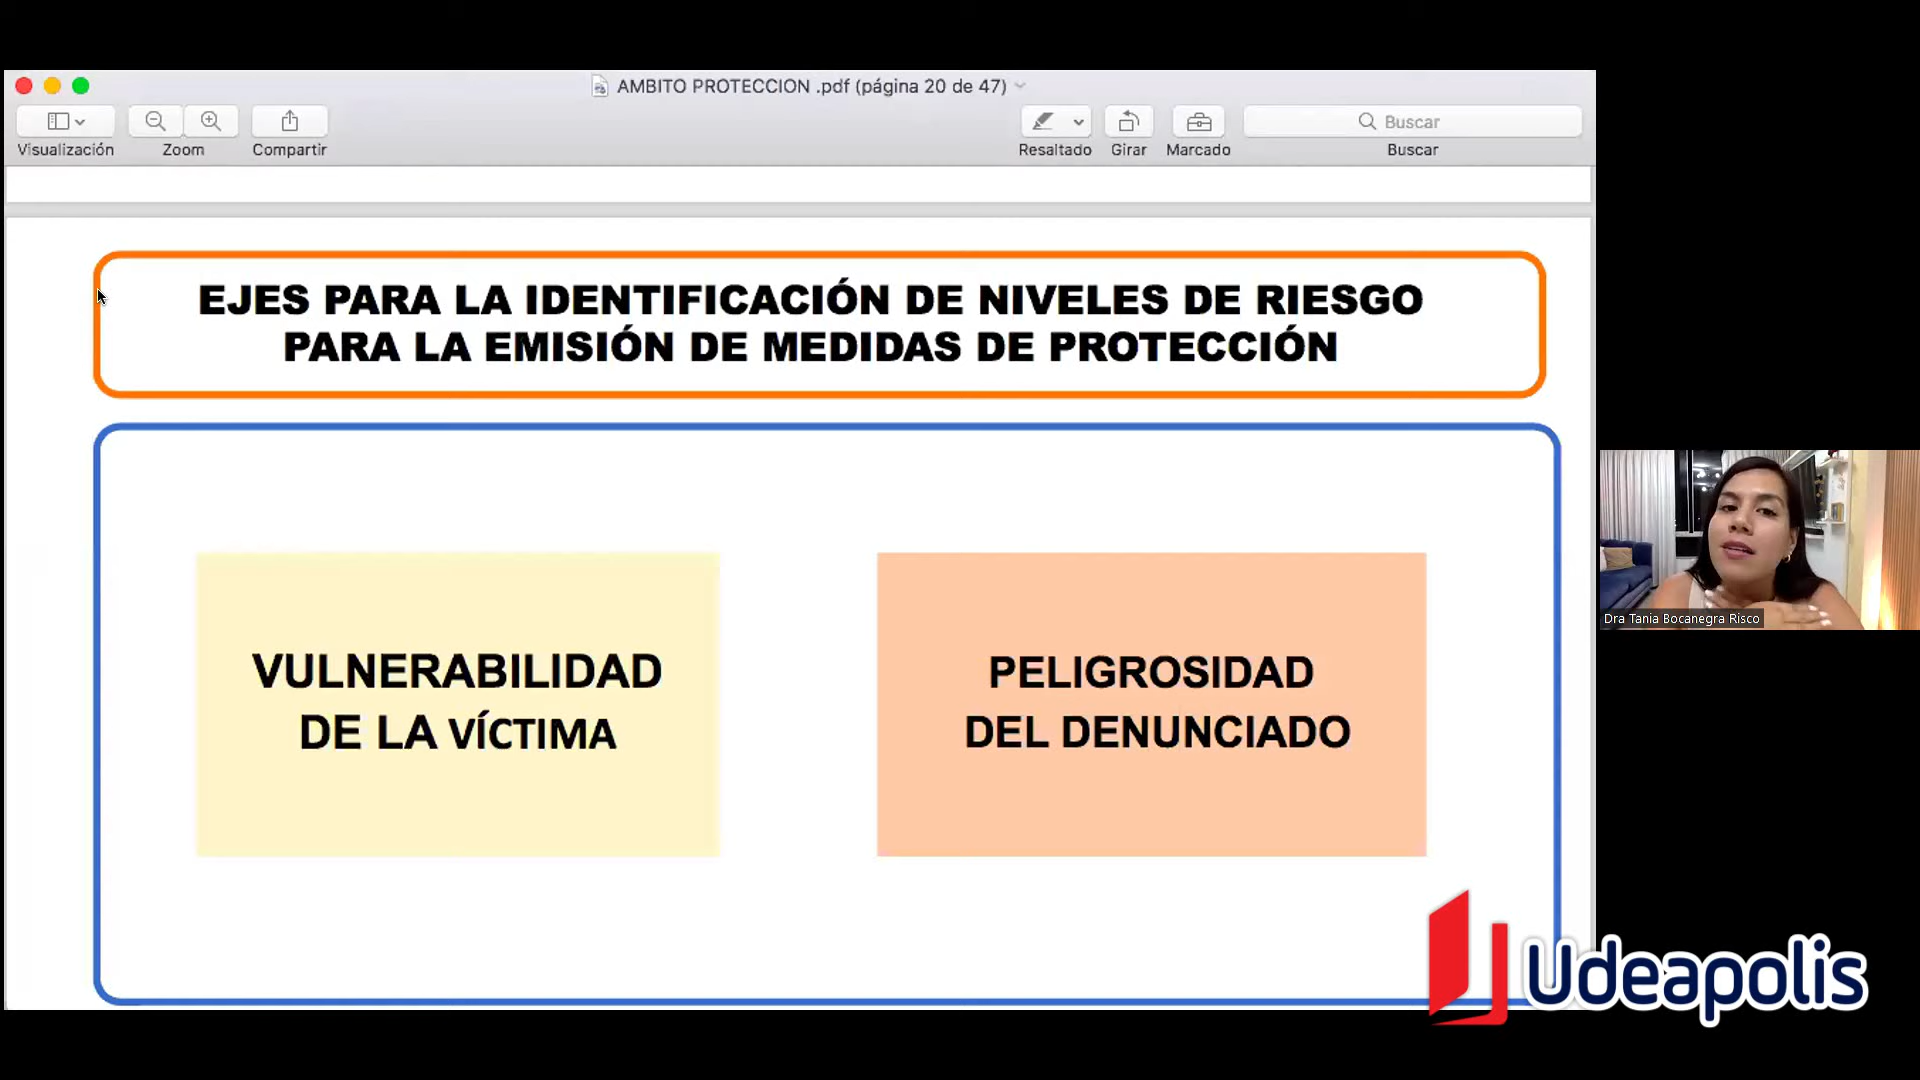 AMBITO PROTECCION .pdf (página 20 de 47)
Visualización
Zoom
Compartir
Resaltado
Girar
Marcado
Buscar
Buscar
EJES PARA LA IDENTIFICACIÓN DE NIVELES DE RIESGO
PARA LA EMISIÓN DE MEDIDAS DE PROTECCIÓN
VULNERABILIDAD
DE LA VÍCTIMA
PELIGROSIDAD
DEL DENUNCIADO
Dra Tania Bocanegra Risco
Udeapolis